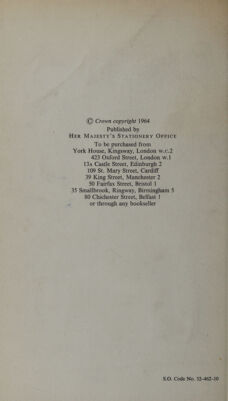 © Crown copyright 1964
Published by
HER MAJESTY'S STATIONERY OFFICE
To be purchased from
York House, Kingsway, London W.C.2
423 Oxford Street, London W.1
13A Castle Street, Edinburgh 2
109 St. Mary Street, Cardiff
39 King Street, Manchester 2
50 Fairfax Street, Bristol 1
35 Smallbrook, Ringway, Birmingham 5
80 Chichester Street, Belfast 1
or through any bookseller
S.O. Code No. 32-462-10